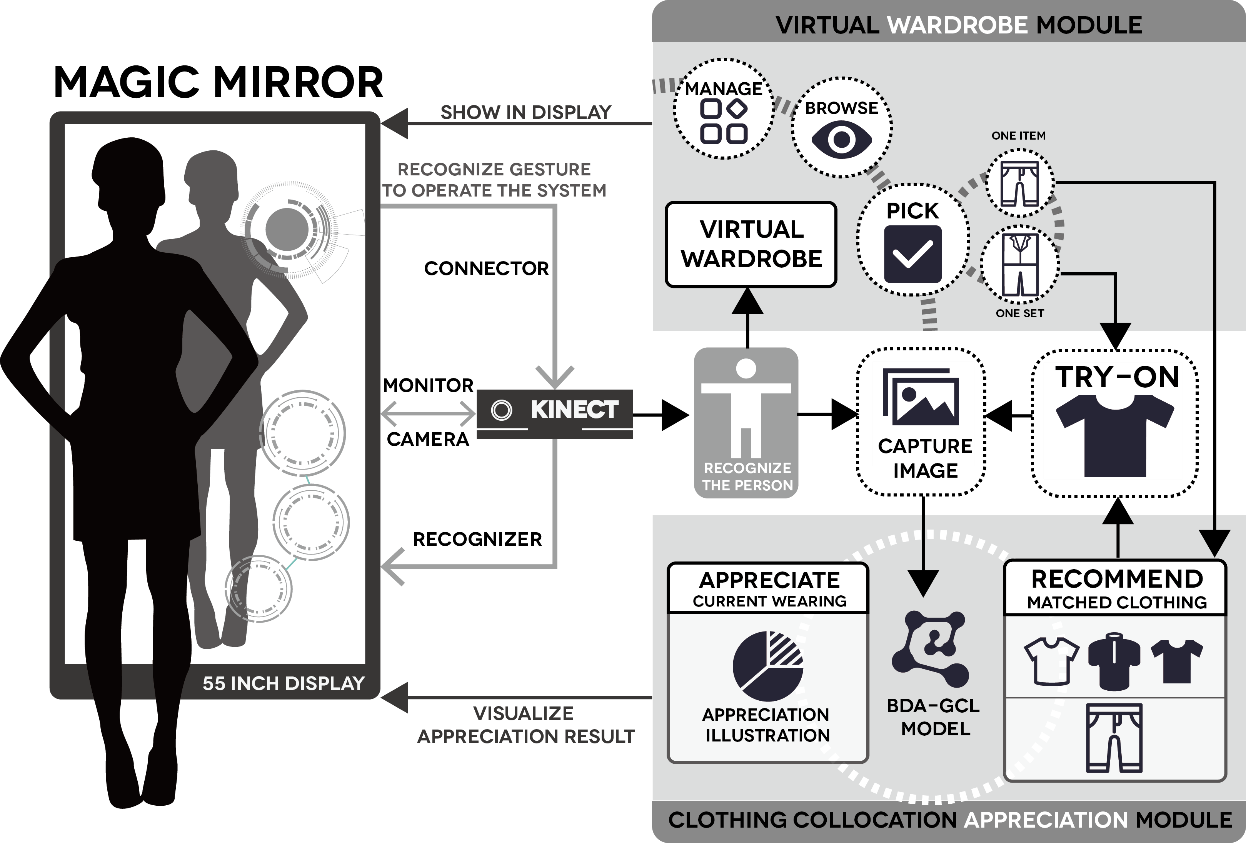 VIRTUAL WARDROBE MODULE
MAGIC MIRROR
MANAGE
BROWSE
SHOW IN DISPLAY
ONE ITEM
RECOGNIZE GESTURE
TO OPERATE THE SYSTEM
PICK
VIRTUAL
WARDROBE
CONNECTOR
ONE SET
TRY-ON
MONITOR
KINECT
CAMERA
CAPTURE
IMAGE
RECOGNIZE
THE PERSON
RECOGNIZER
APPRECIATE
CURRENT WEARING
RECOMMEND
MATCHED CLOTHING
55 INCH DISPLAY
VISUALIZE
APPRECIATION RESULT
APPRECIATION
ILLUSTRATION
BDA-GCL
MODEL
CLOTHING COLLOCATION APPRECIATION MODULE